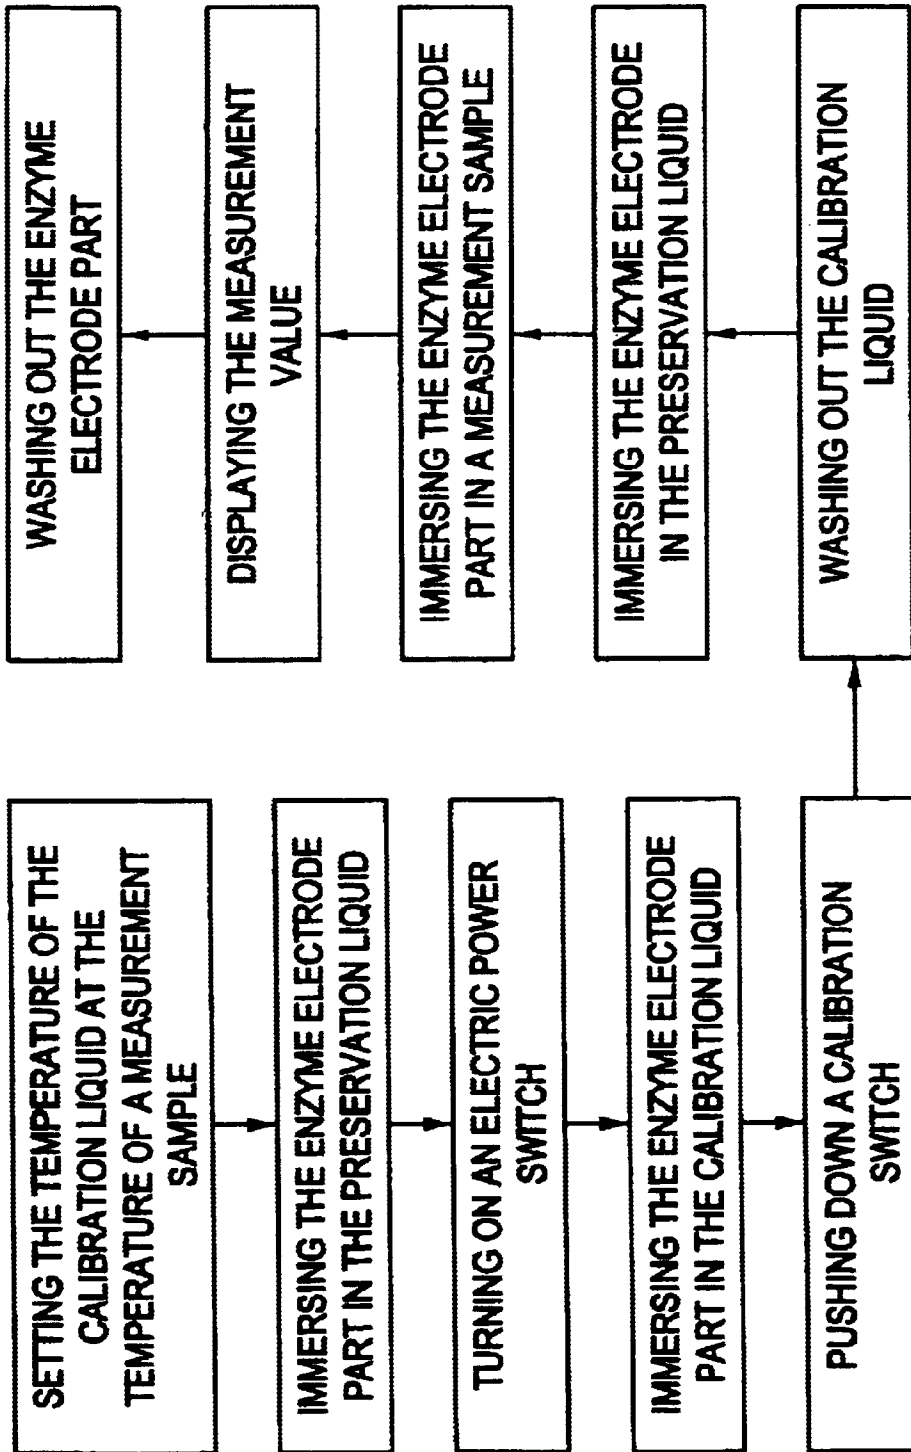 SETTING THE TEMPERATURE OF THE
CALIBRATION LIQUID AT THE
TEMPERATURE OF A MEASUREMENT
SAMPLE
IMMERSING THE ENZYME ELECTRODE
PART IN THE PRESERVATION LIQUID
TURNING ON AN ELECTRIC POWER
SWITCH
IMMERSING THE ENZYME ELECTRODE
PART IN THE CALIBRATION LIQUID
PUSHING DOWN A CALIBRATION
SWITCH
WASHING OUT THE CALIBRATION
LIQUID
IMMERSING THE ENZYME ELECTRODE
IN THE PRESERVATION LIQUID
IMMERSING THE ENZYME ELECTRODE
PART IN A MEASUREMENT SAMPLE
DISPLAYING THE MEASUREMENT
VALUE
WASHING OUT THE ENZYME
ELECTRODE PART